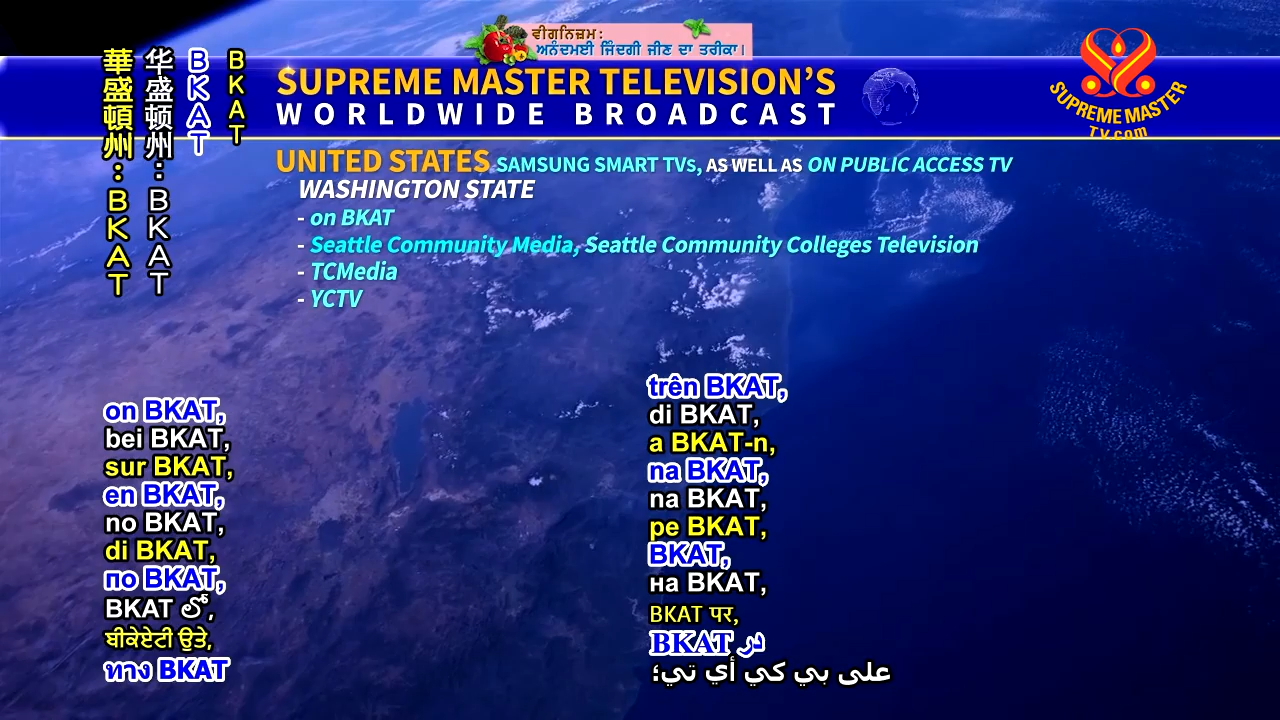 ਵੀਗਨਿਜ਼ਮ:
ਅਨੰਦਮਈ ਜਿੰਦਗੀ ਜੀਣ ਦਾ ਤਰੀਕਾ।
SUPREME MASTER TELEVISION'S
WORLDWIDE BROADCAST
SUPREME MASTER
TV.com
華盛頓州：BKAT
华盛顿州：BKAT
BKAT
BKAT
UNITED STATES SAMSUNG SMART TVs, AS WELL AS ON PUBLIC ACCESS TV
WASHINGTON STATE
- on BKAT
- Seattle Community Media, Seattle Community Colleges Television
- TCMedia
- YCTV
on BKAT,
bei BKAT,
sur BKAT,
en BKAT,
no BKAT,
di BKAT,
по BKAT,
BKAT లో,
ਬੀਕੇਏਟੀ ਉਤੇ,
ทาง BKAT
trên BKAT,
di BKAT,
a BKAT-n,
na BKAT,
na BKAT,
pe BKAT,
BKAT,
на BKAT,
BKAT पर,
در BKAT
على بي كي أي تي؛